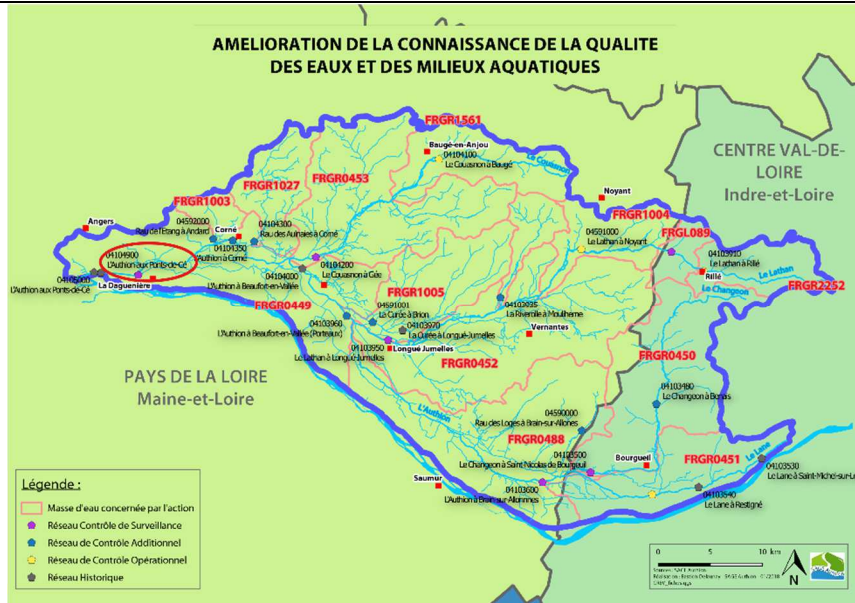 AMELIORATION DE LA CONNAISSANCE DE LA QUALITE
DES EAUX ET DES MILIEUX AQUATIQUES
FRGR1561
Baugé-en-Anjou
04104100
Le Couasnon à Baugé
Le Couasnon
CENTRE VAL-DE-
LOIRE
Indre-et-Loire
FRGR1003
FRGR1027
FRGR0453
Noyant
FRGR1004
Angers
04592000
Rau de l'Etang à Andard
Corné
04104300
Rau des Aulnaies à Corné
04104350
L'Authion à Corné
04591000
Le Lathan à Noyant
FRGL089
04103910
Le Lathan à Rillé
Rillé
Le Lathan
Le Changeon
FRGR2252
04104900
L'Authion aux Ponts-de-Cé
La Daguenière
04105000
L'Authion aux Ponts-de-Cé
04104200
Le Couasnon à Gée
04104000
L'Authion à Beaufort-en-Vallée
FRGR0449
FRGR1005
04591001
La Curée à Brion
04103925
La Riverolle à Mouliherne
04103960
L'Authion à Beaufort-en-Vallée (Porteaux)
04103970
La Curée à Longué-Jumelles
Vernantes
04103950
Le Lathan à Longué-Jumelles
Longué Jumelles
FRGR0452
FRGR0450
PAYS DE LA LOIRE
Maine-et-Loire
04103480
Le Changeon à Benais
L'Authion
04590000
Rau des Loges à Brain-sur-Allonnes
FRGR0488
04103500
Le Changeon à Saint Nicolas de Bourgueil
Bourgueil
FRGR0451
Le Lane
04103530
Le Lane à Saint-Michel-sur-L
Saumur
04103600
L'Authion à Brain-sur-Allonnes
04103540
Le Lane à Restigné
Légende :
Masse d'eau concernée par l'action
Réseau Contrôle de Surveillance
Réseau de Contrôle Additionnel
Réseau de Contrôle Opérationnel
Réseau Historique
0 5 10 km
N